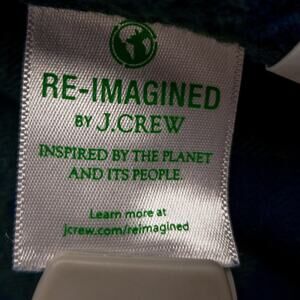 RE-IMAGINED
BY J.CREW
INSPIRED BY THE PLANET
AND ITS PEOPLE.
Learn more at
jcrew.com/reimagined